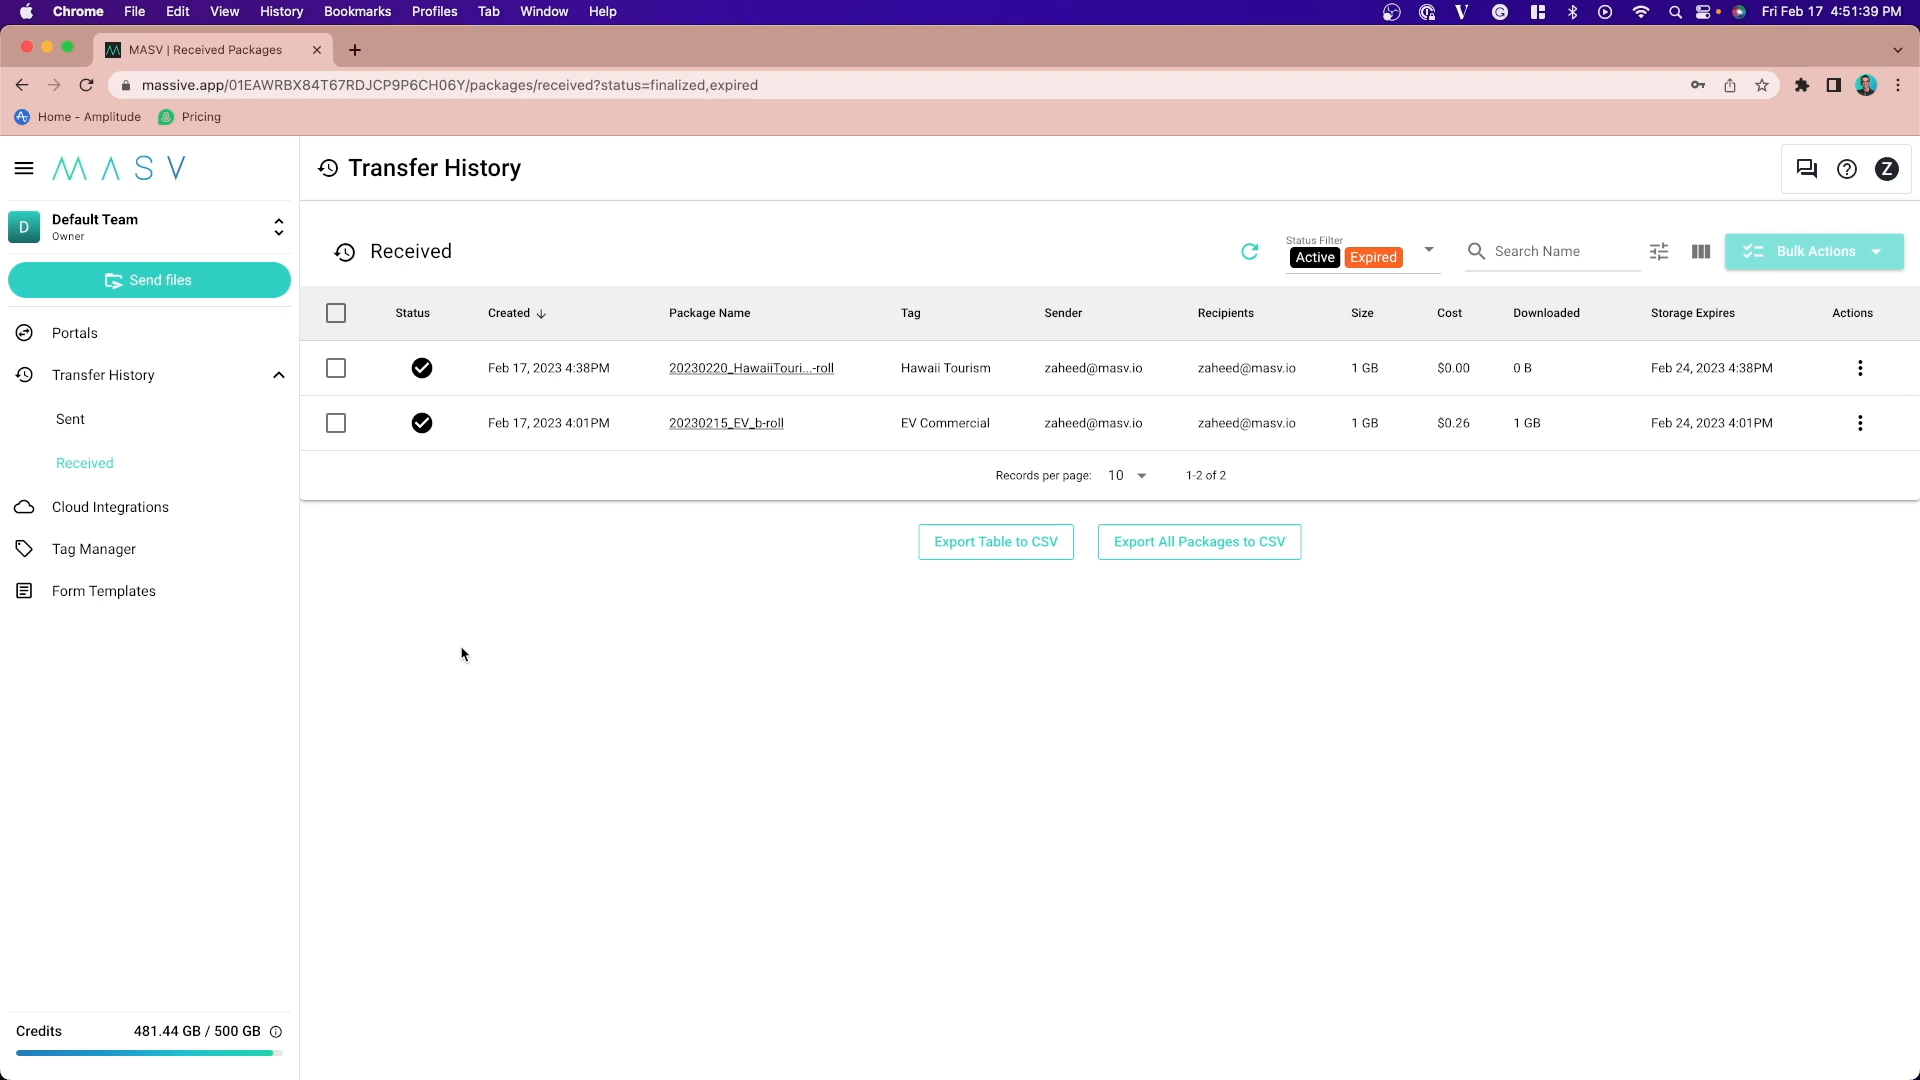 Chrome File Edit View History Bookmarks Profiles Tab Window Help Fri Feb 17 4:51:39 PM
MASV | Received Packages
massive.app/01EAWRBX84T67RDJCP9P6CH06Y/packages/received?status=finalized,expired
Home - Amplitude Pricing
MASV
Transfer History
Z
D
Default Team
Owner
Send files
Portals
Transfer History
Sent
Received
Cloud Integrations
Tag Manager
Form Templates
Credits 481.44 GB / 500 GB
Received
Status Filter
Active Expired
Search Name
Bulk Actions
Status Created Package Name Tag Sender Recipients Size Cost Downloaded Storage Expires Actions
Feb 17, 2023 4:38PM 20230220_HawaiiTouri...-roll Hawaii Tourism zaheed@masv.io zaheed@masv.io 1 GB $0.00 0 B Feb 24, 2023 4:38PM
Feb 17, 2023 4:01PM 20230215_EV_b-roll EV Commercial zaheed@masv.io zaheed@masv.io 1 GB $0.26 1 GB Feb 24, 2023 4:01PM
Records per page: 10 1-2 of 2
Export Table to CSV Export All Packages to CSV